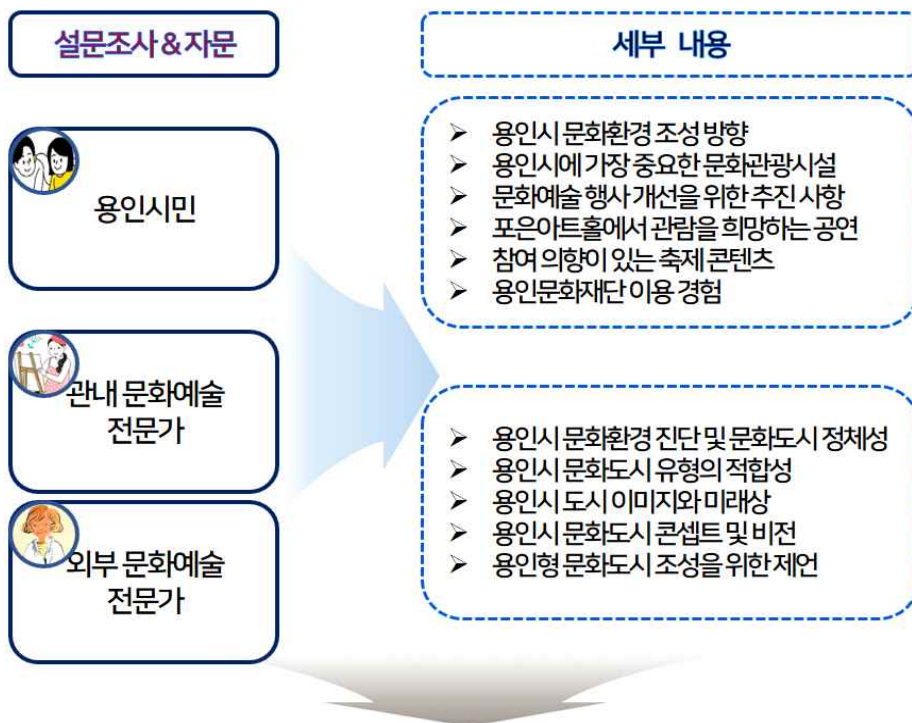 설문조사 & 자문
세부 내용
용인시민
➢ 용인시 문화환경 조성 방향
➢ 용인시에 가장 중요한 문화관광시설
➢ 문화예술 행사 개선을 위한 추진 사항
➢ 포은아트홀에서 관람을 희망하는 공연
➢ 참여 의향이 있는 축제 콘텐츠
➢ 용인문화재단 이용 경험
관내 문화예술
전문가
외부 문화예술
전문가
➢ 용인시 문화환경 진단 및 문화도시 정체성
➢ 용인시 문화도시 유형의 적합성
➢ 용인시 도시 이미지와 미래상
➢ 용인시 문화도시 콘셉트 및 비전
➢ 용인형 문화도시 조성을 위한 제언